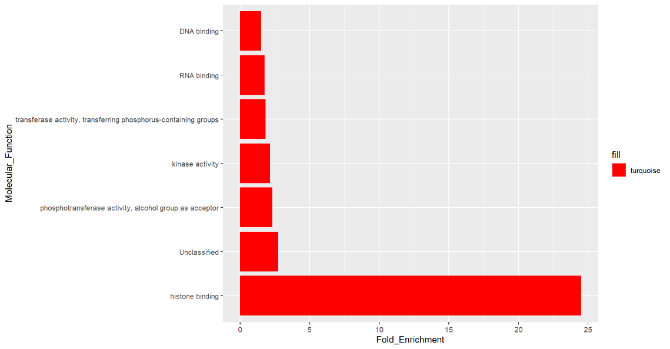 DNA binding
RNA binding
transferase activity, transferring phosphorus-containing groups
kinase activity
phosphotransferase activity, alcohol group as acceptor
Unclassified
histone binding
Molecular_Function
0 5 10 15 20 25
Fold_Enrichment
fill
turquoise